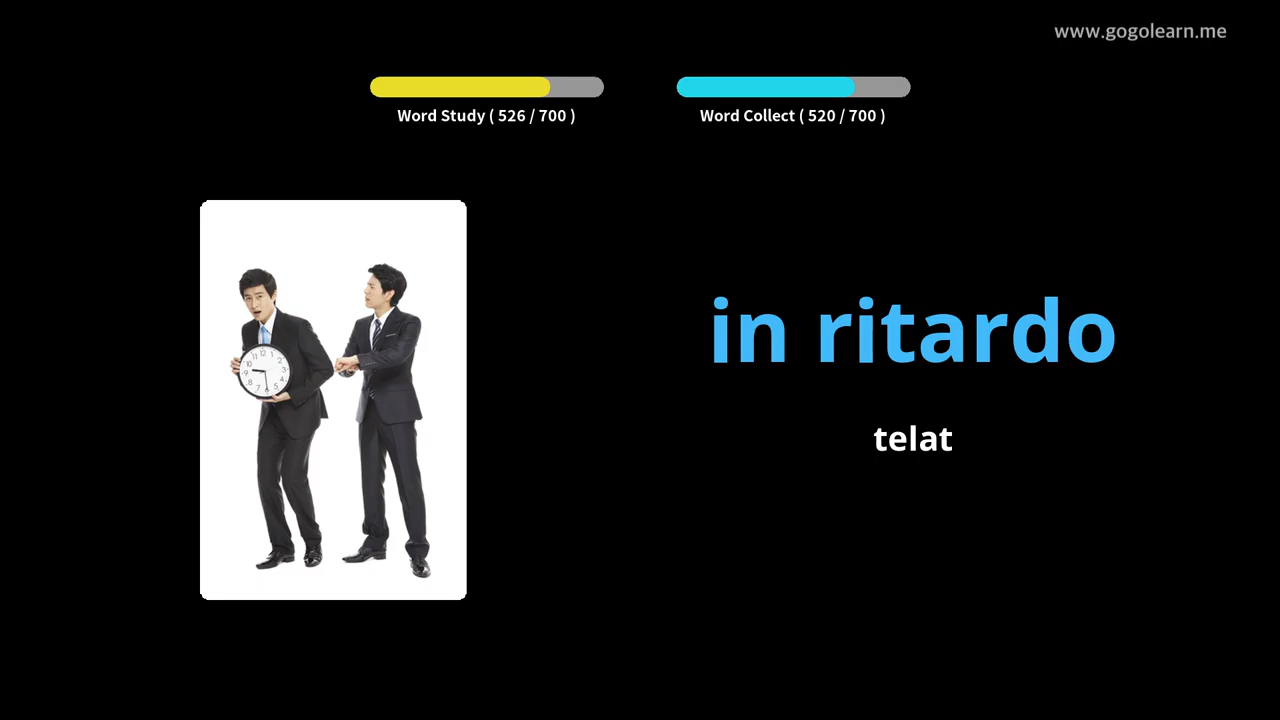 www.gogolearn.me
Word Study ( 526 / 700 )
Word Collect ( 520 / 700 )
in ritardo
telat